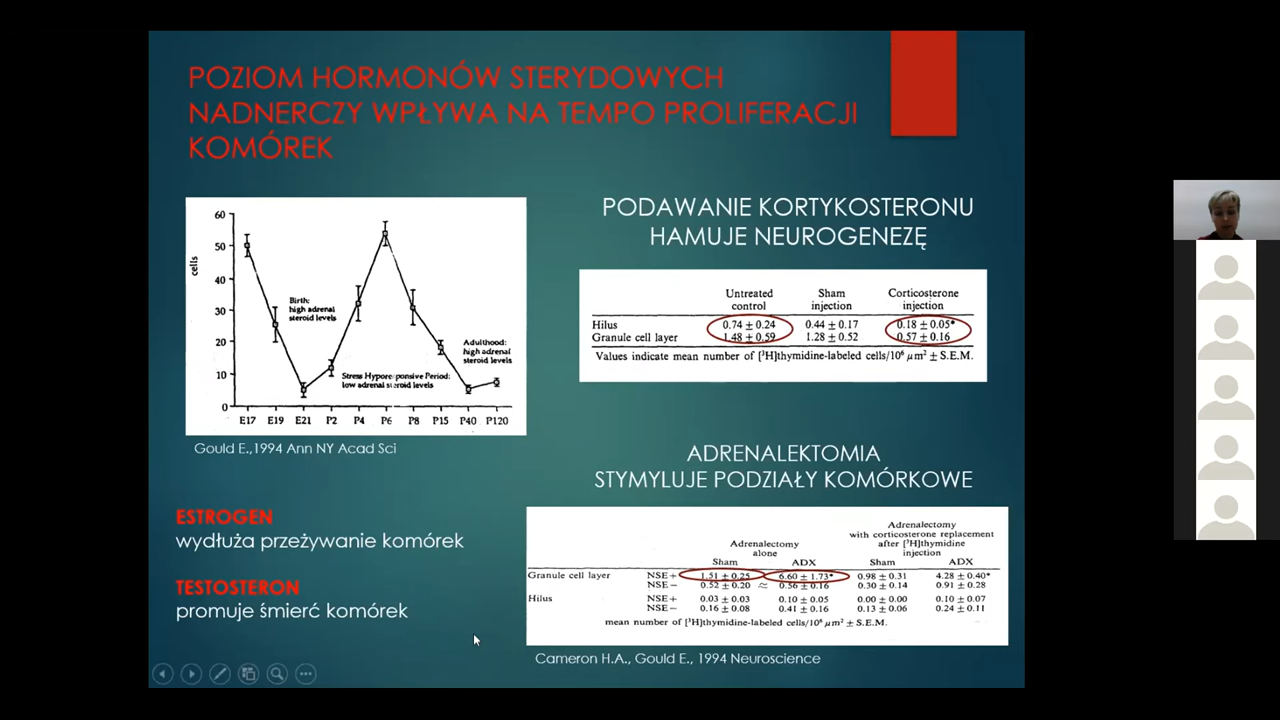 POZIOM HORMONÓW STERYDOWYCH
NADNERCZY WPŁYWA NA TEMPO PROLIFERACJI
KOMÓREK
60
50
40
30
20
10
0
cells
Birth:
high adrenal
steroid levels
Adulthood:
high adrenal
steroid levels
Stress Hyporesponsive Period:
low adrenal steroid levels
E17 E19 E21 P2 P4 P6 P8 P15 P40 P120
Gould E.,1994 Ann NY Acad Sci
ESTROGEN
wydłuża przeżywanie komórek
TESTOSTERON
promuje śmierć komórek
PODAWANIE KORTYKOSTERONU
HAMUJE NEUROGENEZĘ
Untreated Sham Corticosterone
control injection injection
Hilus 0.74 ± 0.24 0.44 ± 0.17 0.18 ± 0.05*
Granule cell layer 1.48 ± 0.59 1.28 ± 0.52 0.57 ± 0.16
Values indicate mean number of [³H]thymidine-labeled cells/10⁶ μm² ± S.E.M.
ADRENALEKTOMIA
STYMYLUJE PODZIAŁY KOMÓRKOWE
Adrenalectomy
with corticosterone replacement
Adrenalectomy after [³H]thymidine
alone injection
Sham ADX Sham ADX
Granule cell layer NSE+ 1.51 ± 0.25 6.60 ± 1.73* 0.98 ± 0.31 4.28 ± 0.40*
NSE− 0.52 ± 0.20 ≈ 0.56 ± 0.16 0.30 ± 0.14 0.91 ± 0.28
Hilus NSE+ 0.03 ± 0.03 0.10 ± 0.05 0.00 ± 0.00 0.10 ± 0.07
NSE− 0.16 ± 0.08 0.41 ± 0.16 0.13 ± 0.06 0.24 ± 0.11
mean number of [³H]thymidine-labeled cells/10⁶ μm² ± S.E.M.
Cameron H.A., Gould E., 1994 Neuroscience